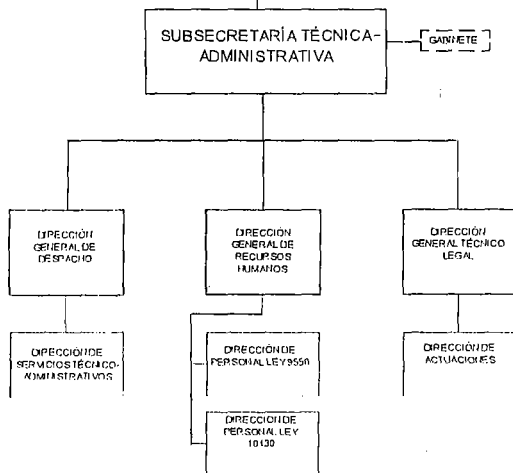 SUBSECRETARÍA TÉCNICA-
ADMINISTRATIVA
GABINETE
DIRECCIÓN
GENERAL DE
DESPACHO
DIRECCIÓN
GENERAL DE
RECURSOS
HUMANOS
DIRECCIÓN
GENERAL TÉCNICO
LEGAL
DIRECCIÓN DE
SERVICIOS TÉCNICO-
ADMINISTRATIVOS
DIRECCIÓN DE
PERSONAL LEY 9550
DIRECCIÓN DE
ACTUACIONES
DIRECCIÓN DE
PERSONAL LEY
10430